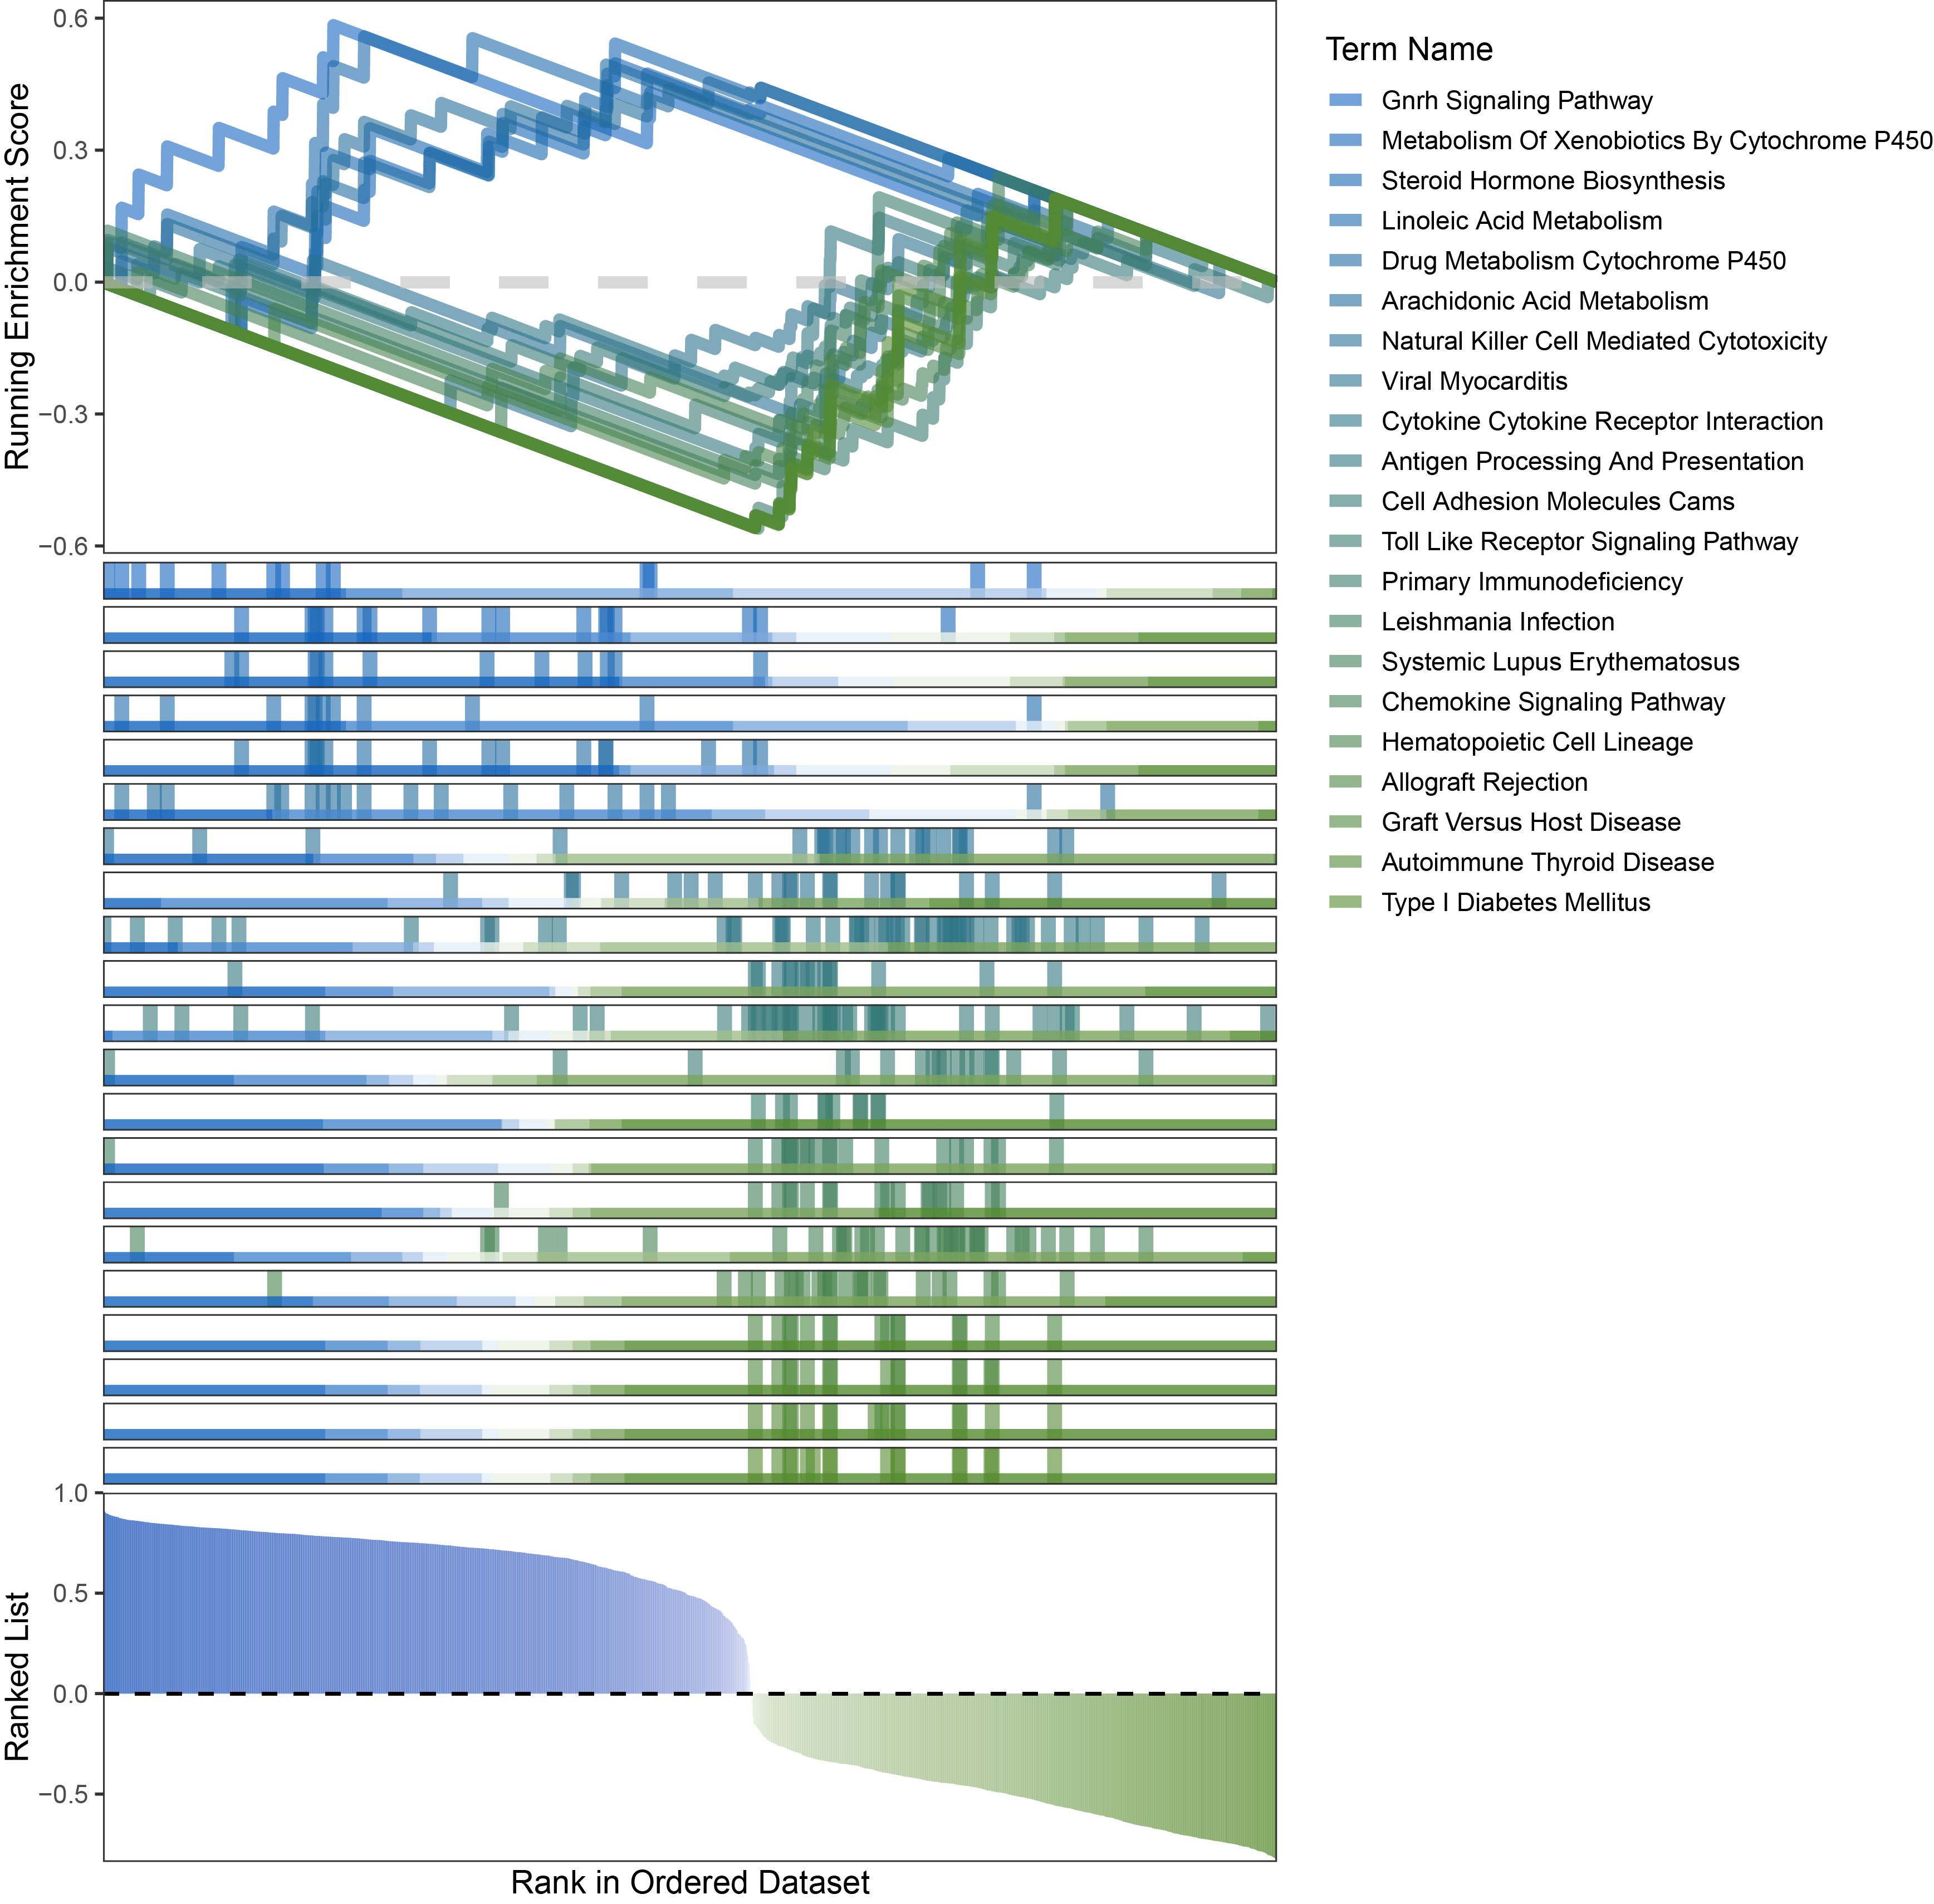 0.6
0.3
0.0
−0.3
−0.6
Running Enrichment Score
Term Name
Gnrh Signaling Pathway
Metabolism Of Xenobiotics By Cytochrome P450
Steroid Hormone Biosynthesis
Linoleic Acid Metabolism
Drug Metabolism Cytochrome P450
Arachidonic Acid Metabolism
Natural Killer Cell Mediated Cytotoxicity
Viral Myocarditis
Cytokine Cytokine Receptor Interaction
Antigen Processing And Presentation
Cell Adhesion Molecules Cams
Toll Like Receptor Signaling Pathway
Primary Immunodeficiency
Leishmania Infection
Systemic Lupus Erythematosus
Chemokine Signaling Pathway
Hematopoietic Cell Lineage
Allograft Rejection
Graft Versus Host Disease
Autoimmune Thyroid Disease
Type I Diabetes Mellitus
1.0
0.5
0.0
−0.5
Ranked List
Rank in Ordered Dataset